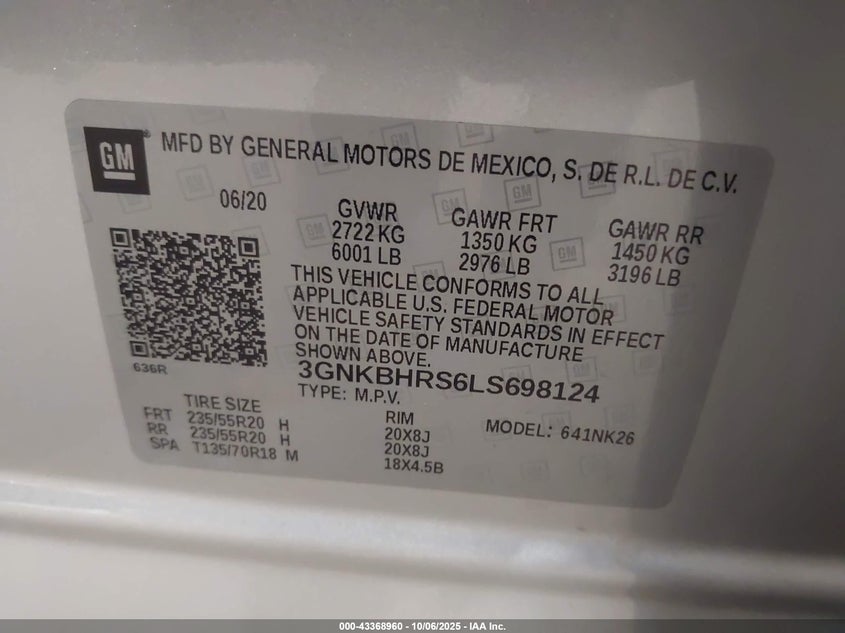 GM
MFD BY GENERAL MOTORS DE MEXICO, S. DE R.L. DE C.V.
06/20
GVWR
2722 KG
6001 LB
GAWR FRT
1350 KG
2976 LB
GAWR RR
1450 KG
3196 LB
THIS VEHICLE CONFORMS TO ALL
APPLICABLE U.S. FEDERAL MOTOR
VEHICLE SAFETY STANDARDS IN EFFECT
ON THE DATE OF MANUFACTURE
SHOWN ABOVE.
636R
3GNKBHRS6LS698124
TYPE: M.P.V.
MODEL: 641NK26
TIRE SIZE RIM
FRT 235/55R20 H 20X8J
RR 235/55R20 H 20X8J
SPA T135/70R18 M 18X4.5B
000-43368960 - 10/06/2025 - IAA Inc.